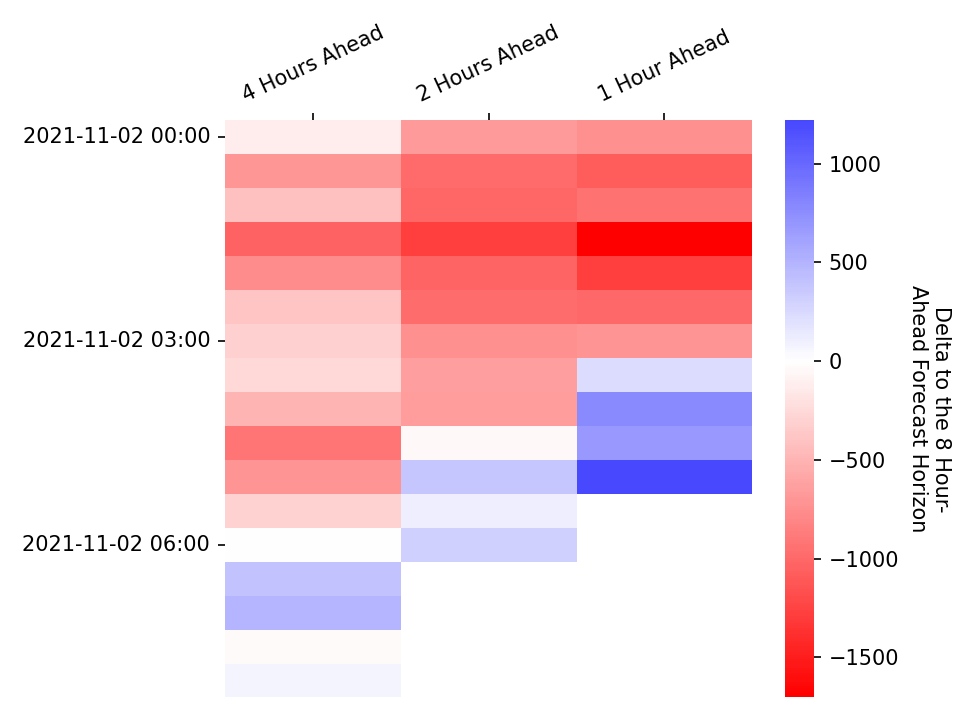 4 Hours Ahead
2 Hours Ahead
1 Hour Ahead
2021-11-02 00:00
2021-11-02 03:00
2021-11-02 06:00
1000
500
0
−500
−1000
−1500
Delta to the 8 Hour-
Ahead Forecast Horizon